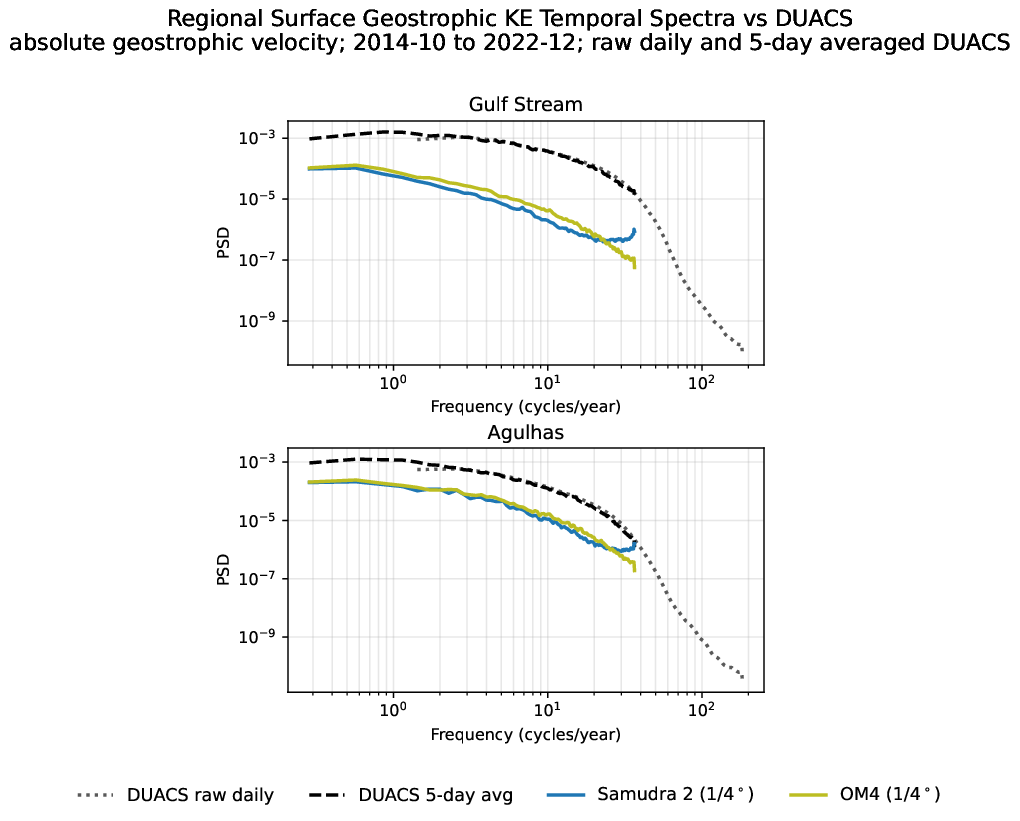 Regional Surface Geostrophic KE Temporal Spectra vs DUACS
absolute geostrophic velocity; 2014-10 to 2022-12; raw daily and 5-day averaged DUACS
Gulf Stream
10⁻³
10⁻⁵
10⁻⁷
10⁻⁹
PSD
10⁰ 10¹ 10²
Frequency (cycles/year)
Agulhas
10⁻³
10⁻⁵
10⁻⁷
10⁻⁹
PSD
10⁰ 10¹ 10²
Frequency (cycles/year)
DUACS raw daily DUACS 5-day avg Samudra 2 (1/4°) OM4 (1/4°)